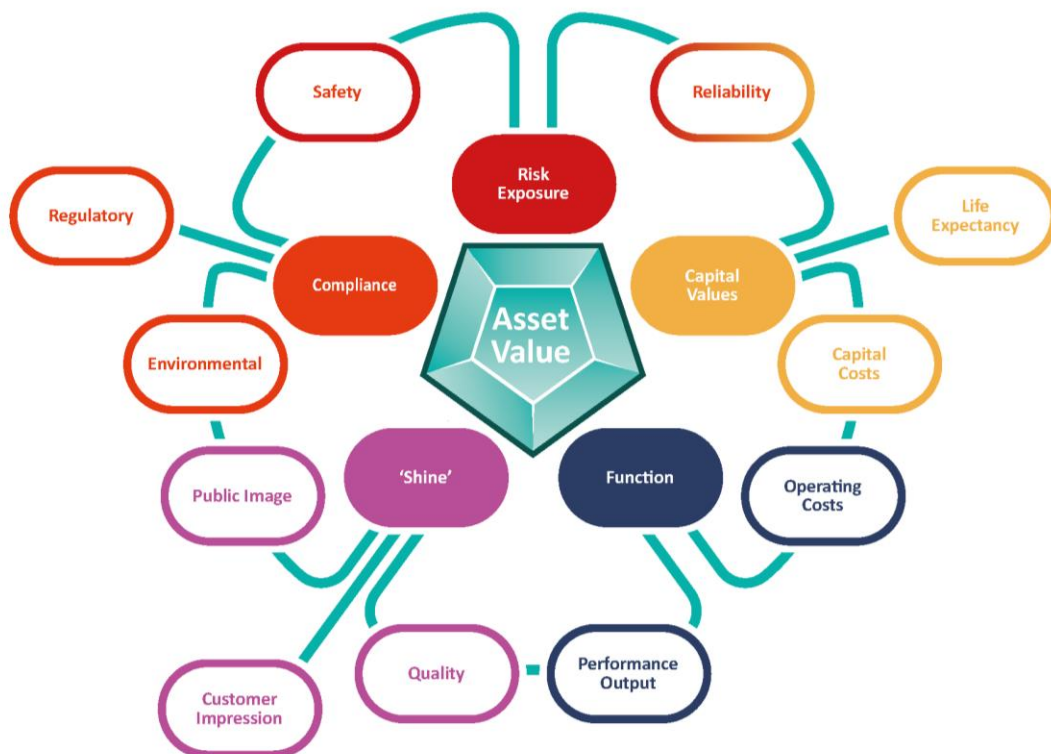 Safety
Reliability
Risk
Exposure
Regulatory
Life
Expectancy
Compliance
Capital
Values
Asset
Value
Environmental
Capital
Costs
Public Image
‘Shine’
Function
Operating
Costs
Quality
Performance
Output
Customer
Impression